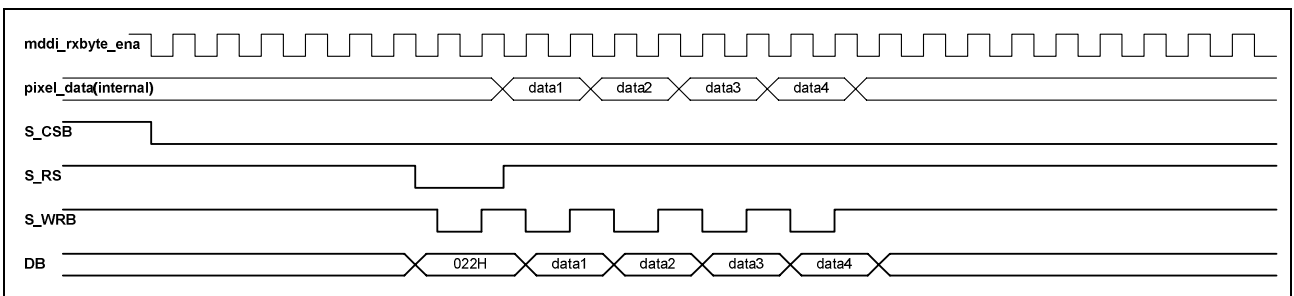 mddi_rxbyte_ena
pixel_data(internal) data1 data2 data3 data4
S_CSB
S_RS
S_WRB
DB 022H data1 data2 data3 data4